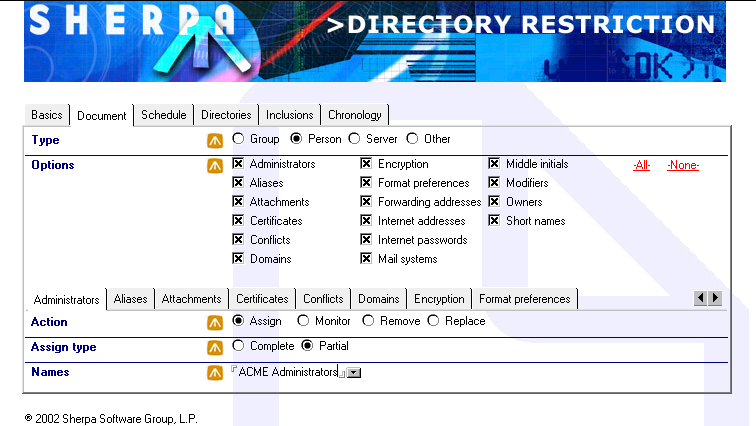 SHERPA >DIRECTORY RESTRICTION
Basics Document Schedule Directories Inclusions Chronology
Type Group Person Server Other
Options Administrators Encryption Middle initials -All- -None-
Aliases Format preferences Modifiers
Attachments Forwarding addresses Owners
Certificates Internet addresses Short names
Conflicts Internet passwords
Domains Mail systems
Administrators Aliases Attachments Certificates Conflicts Domains Encryption Format preferences
Action Assign Monitor Remove Replace
Assign type Complete Partial
Names ACME Administrators
® 2002 Sherpa Software Group, L.P.